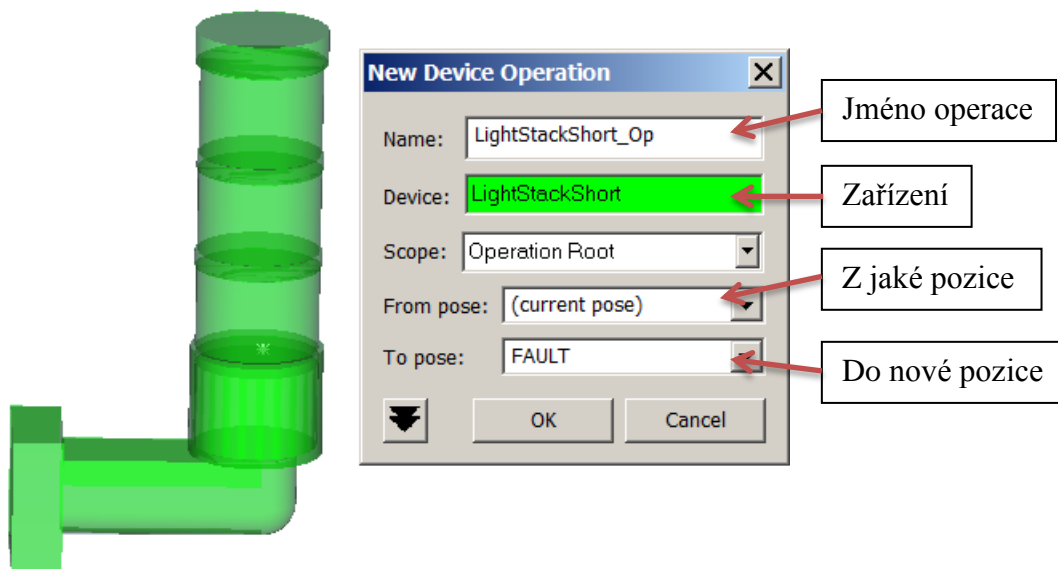 New Device Operation
Name: LightStackShort_Op
Jméno operace
Device: LightStackShort
Zařízení
Scope: Operation Root
From pose: (current pose)
Z jaké pozice
To pose: FAULT
Do nové pozice
OK Cancel